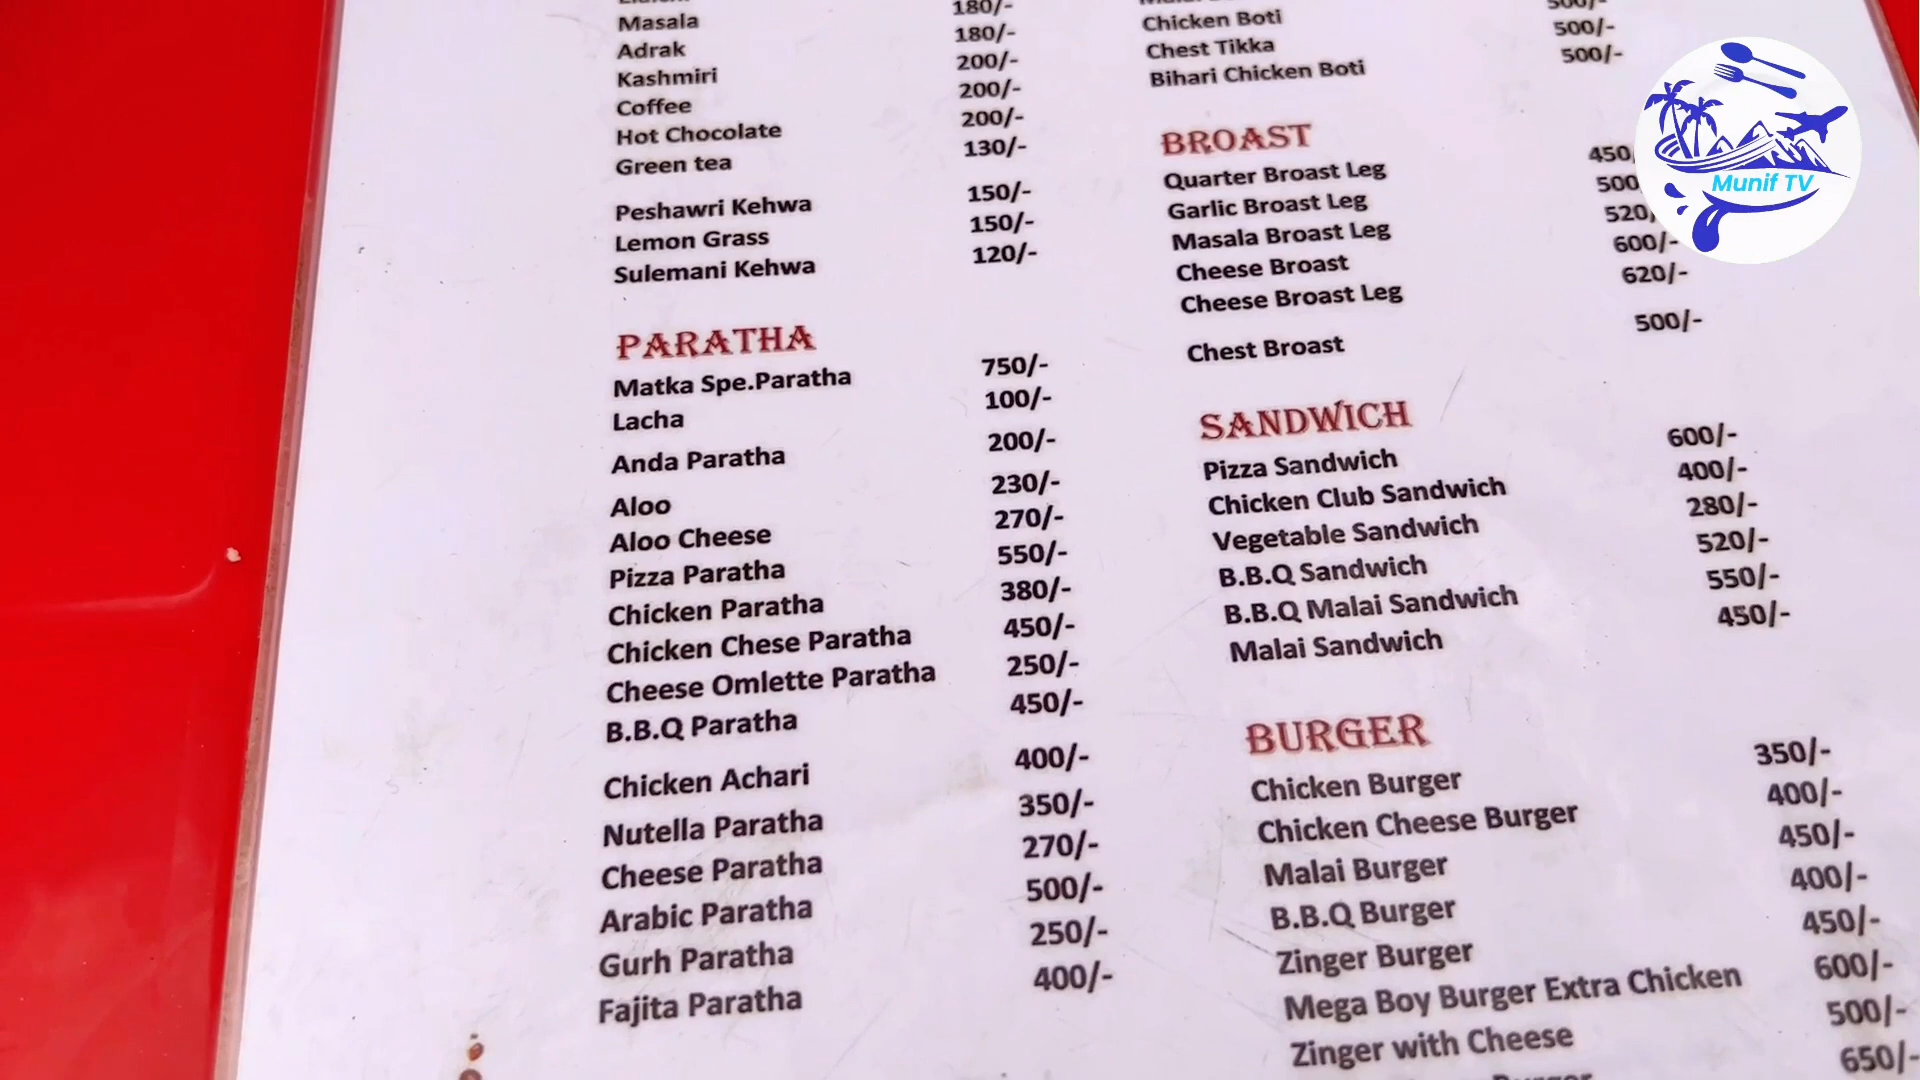 Masala 180/-
Adrak 180/-
Kashmiri 200/-
Coffee 200/-
Hot Chocolate 200/-
Green tea 130/-
Peshawri Kehwa 150/-
Lemon Grass 150/-
Sulemani Kehwa 120/-
PARATHA
Matka Spe.Paratha 750/-
Lacha 100/-
Anda Paratha 200/-
Aloo 230/-
Aloo Cheese 270/-
Pizza Paratha 550/-
Chicken Paratha 380/-
Chicken Chese Paratha 450/-
Cheese Omlette Paratha 250/-
B.B.Q Paratha 450/-
Chicken Achari 400/-
Nutella Paratha 350/-
Cheese Paratha 270/-
Arabic Paratha 500/-
Gurh Paratha 250/-
Fajita Paratha 400/-
Chicken Boti 500/-
Chest Tikka 500/-
Bihari Chicken Boti 500/-
BROAST
Quarter Broast Leg 450
Garlic Broast Leg 500
Masala Broast Leg 520/
Cheese Broast 600/-
Cheese Broast Leg 620/-
Chest Broast 500/-
SANDWICH
Pizza Sandwich 600/-
Chicken Club Sandwich 400/-
Vegetable Sandwich 280/-
B.B.Q Sandwich 520/-
B.B.Q Malai Sandwich 550/-
Malai Sandwich 450/-
BURGER
Chicken Burger 350/-
Chicken Cheese Burger 400/-
Malai Burger 450/-
B.B.Q Burger 400/-
Zinger Burger 450/-
Mega Boy Burger Extra Chicken 600/-
Zinger with Cheese 500/-
650/-
Munif TV